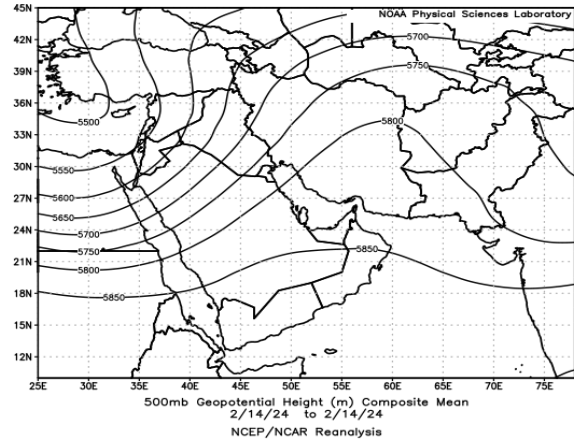 NOAA Physical Sciences Laboratory
45N
42N
39N
36N
33N
30N
27N
24N
21N
18N
15N
12N
5700
5750
5800
5500
5550
5600
5650
5700
5750
5800
5850
5850
25E 30E 35E 40E 45E 50E 55E 60E 65E 70E 75E
500mb Geopotential Height (m) Composite Mean
2/14/24 to 2/14/24
NCEP/NCAR Reanalysis